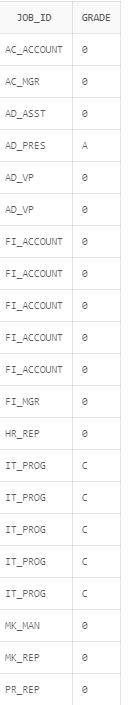 JOB_ID GRADE
AC_ACCOUNT 0
AC_MGR 0
AD_ASST 0
AD_PRES A
AD_VP 0
AD_VP 0
FI_ACCOUNT 0
FI_ACCOUNT 0
FI_ACCOUNT 0
FI_ACCOUNT 0
FI_ACCOUNT 0
FI_MGR 0
HR_REP 0
IT_PROG C
IT_PROG C
IT_PROG C
IT_PROG C
IT_PROG C
MK_MAN 0
MK_REP 0
PR_REP 0